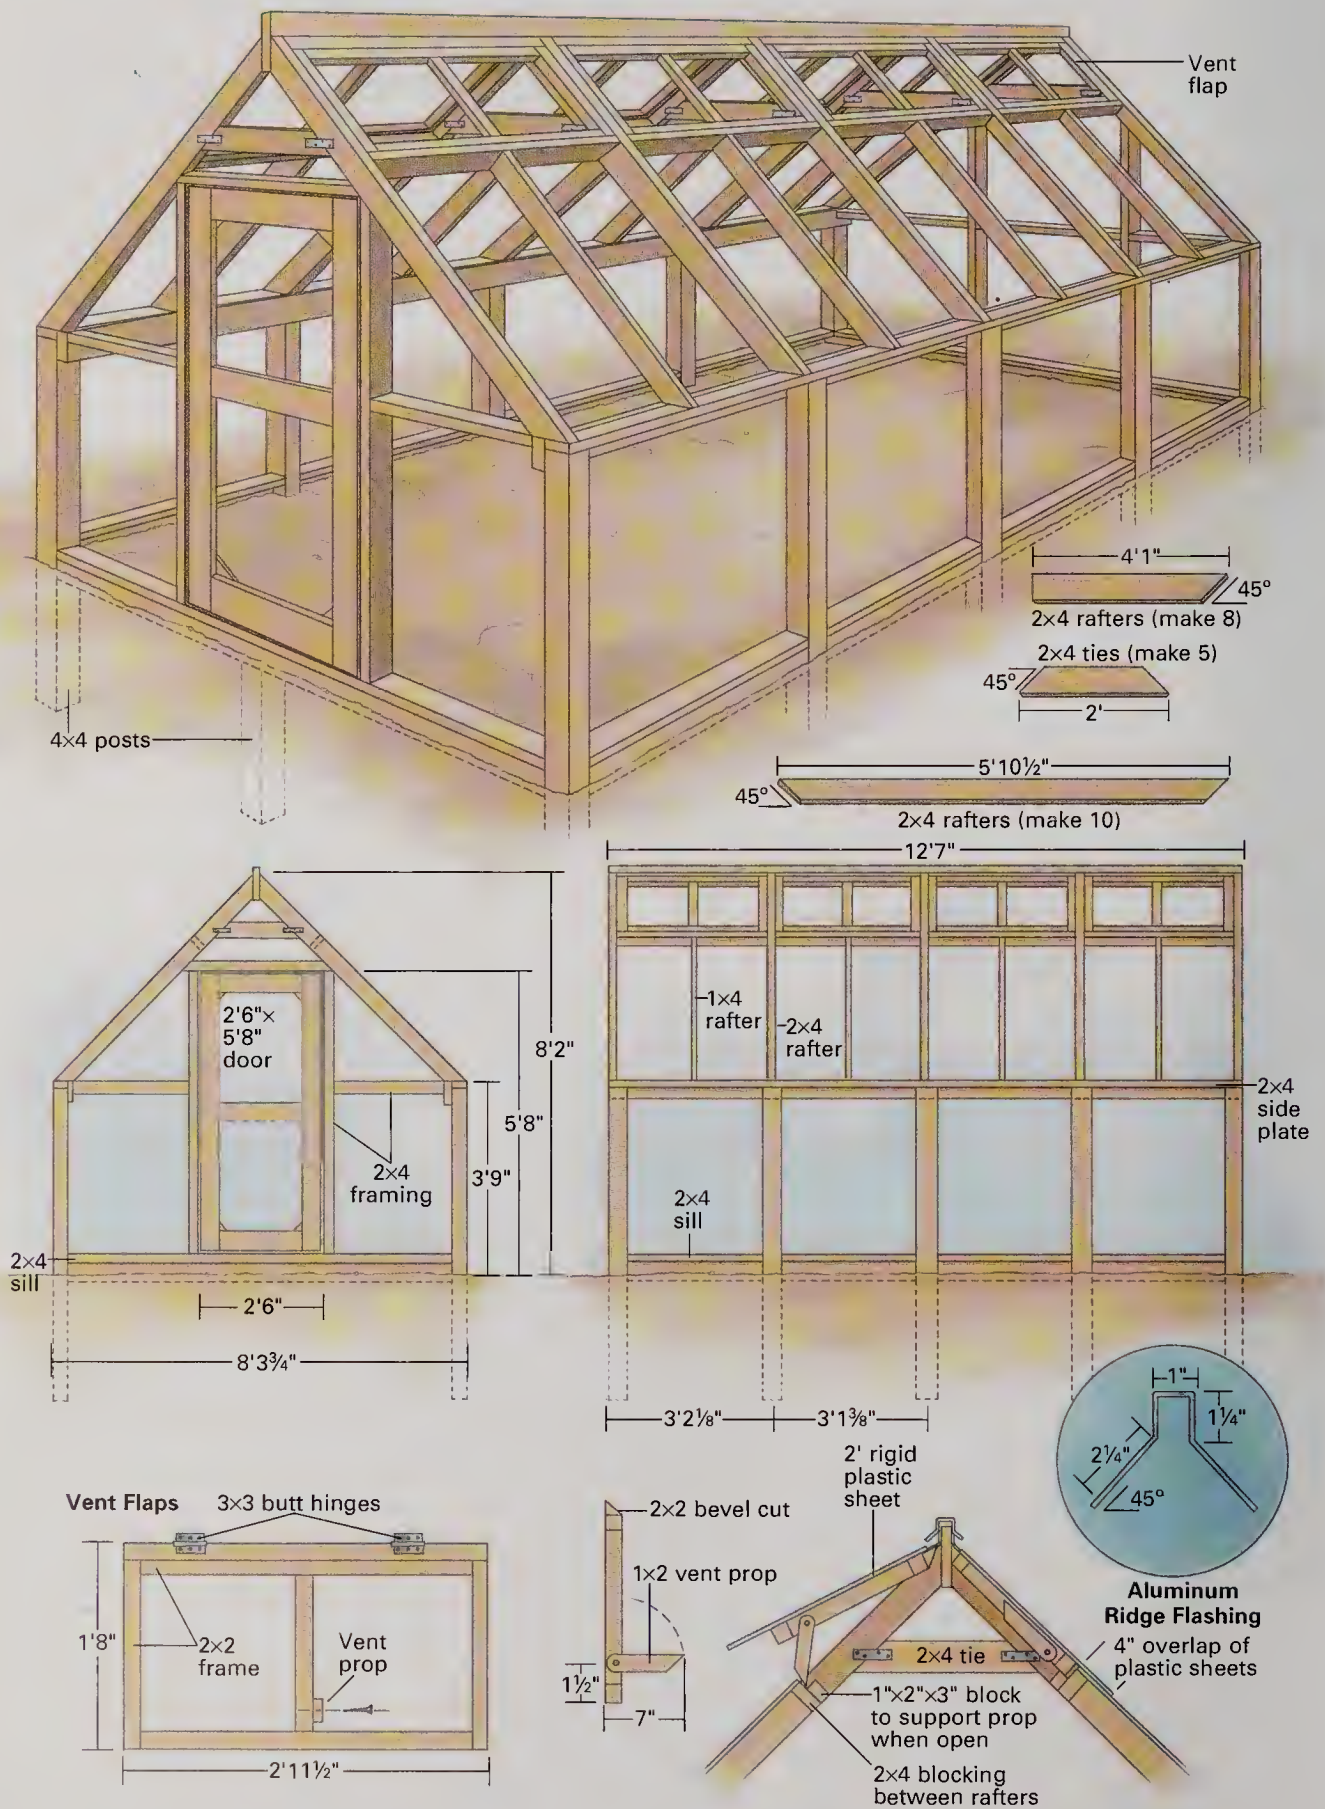 Vent
flap
4'1"
45°
2×4 rafters (make 8)
2×4 ties (make 5)
45°
2'
4×4 posts
5'10½"
45°
2×4 rafters (make 10)
12'7"
2'6"×
5'8"
door
8'2"
5'8"
3'9"
2×4
framing
2×4
sill
2'6"
8'3¾"
1×4
rafter
2×4
rafter
2×4
side
plate
2×4
sill
3'2⅛"
3'1⅜"
1"
1¼"
2¼"
45°
Aluminum
Ridge Flashing
Vent Flaps
3×3 butt hinges
1'8"
2×2
frame
Vent
prop
2'11½"
2×2 bevel cut
1×2 vent prop
1½"
7"
2' rigid
plastic
sheet
2×4 tie
4" overlap of
plastic sheets
1"×2"×3" block
to support prop
when open
2×4 blocking
between rafters